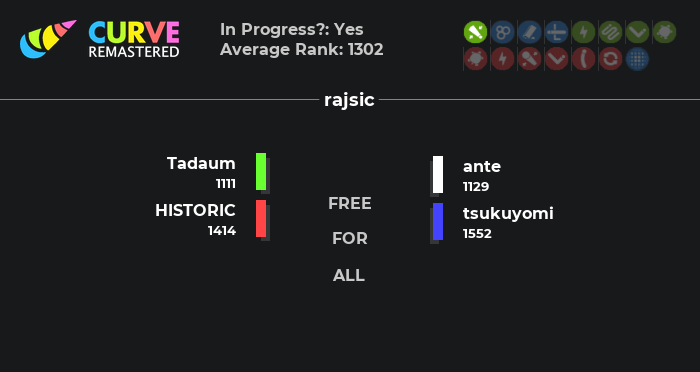 CURVE
REMASTERED
In Progress?: Yes
Average Rank: 1302
rajsic
Tadaum
1111
HISTORIC
1414
FREE
FOR
ALL
ante
1129
tsukuyomi
1552